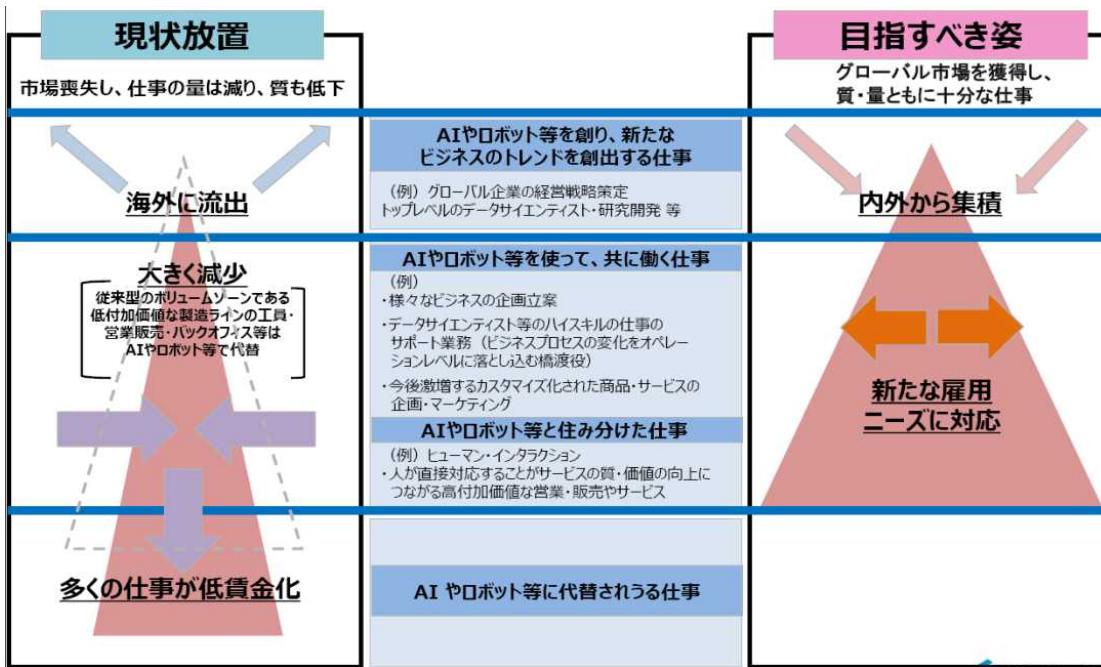 現状放置
市場喪失し、仕事の量は減り、質も低下
海外に流出
大きく減少
従来型のボリュームゾーンである
低付加価値な製造ラインの工員・
営業販売・バックオフィス等は
AIやロボット等で代替
多くの仕事が低賃金化
AIやロボット等を創り、新たな
ビジネスのトレンドを創出する仕事
（例）グローバル企業の経営戦略策定
トップレベルのデータサイエンティスト・研究開発 等
AIやロボット等を使って、共に働く仕事
（例）
・様々なビジネスの企画立案
・データサイエンティスト等のハイスキルの仕事の
サポート業務（ビジネスプロセスの変化をオペレー
ションレベルに落とし込む橋渡役）
・今後激増するカスタマイズ化された商品・サービスの
企画・マーケティング
AIやロボット等と住み分けた仕事
（例）ヒューマン・インタラクション
・人が直接対応することがサービスの質・価値の向上に
つながる高付加価値な営業・販売やサービス
AI やロボット等に代替されうる仕事
目指すべき姿
グローバル市場を獲得し、
質・量ともに十分な仕事
内外から集積
新たな雇用
ニーズに対応